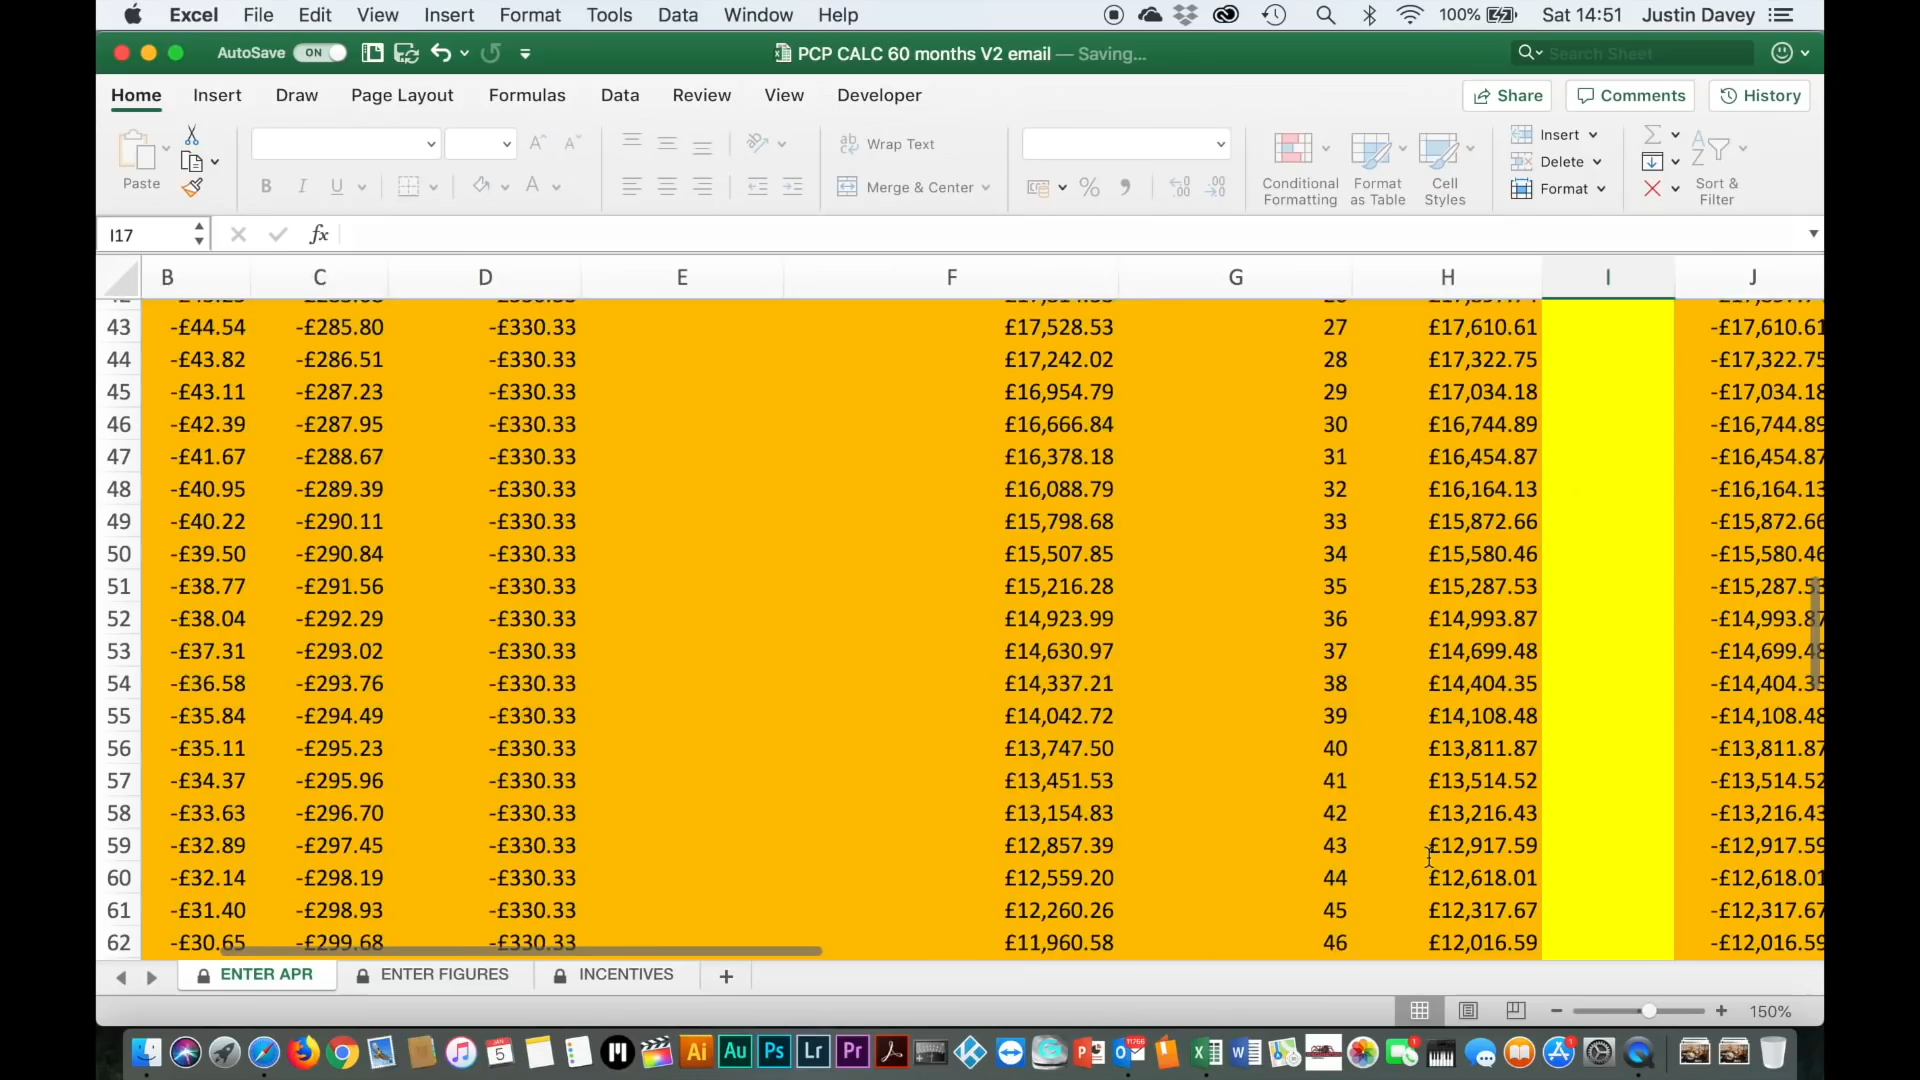 Excel File Edit View Insert Format Tools Data Window Help 100% Sat 14:51 Justin Davey
AutoSave ON PCP CALC 60 months V2 email — Saving... Search Sheet
Home Insert Draw Page Layout Formulas Data Review View Developer Share Comments History
Paste Wrap Text Merge & Center Conditional Formatting Format as Table Cell Styles Insert Delete Format Sort & Filter
I17 fx
B C D E F G H I J
43 -£44.54 -£285.80 -£330.33 £17,528.53 27 £17,610.61 -£17,610.61
44 -£43.82 -£286.51 -£330.33 £17,242.02 28 £17,322.75 -£17,322.75
45 -£43.11 -£287.23 -£330.33 £16,954.79 29 £17,034.18 -£17,034.18
46 -£42.39 -£287.95 -£330.33 £16,666.84 30 £16,744.89 -£16,744.89
47 -£41.67 -£288.67 -£330.33 £16,378.18 31 £16,454.87 -£16,454.87
48 -£40.95 -£289.39 -£330.33 £16,088.79 32 £16,164.13 -£16,164.13
49 -£40.22 -£290.11 -£330.33 £15,798.68 33 £15,872.66 -£15,872.66
50 -£39.50 -£290.84 -£330.33 £15,507.85 34 £15,580.46 -£15,580.46
51 -£38.77 -£291.56 -£330.33 £15,216.28 35 £15,287.53 -£15,287.53
52 -£38.04 -£292.29 -£330.33 £14,923.99 36 £14,993.87 -£14,993.87
53 -£37.31 -£293.02 -£330.33 £14,630.97 37 £14,699.48 -£14,699.48
54 -£36.58 -£293.76 -£330.33 £14,337.21 38 £14,404.35 -£14,404.35
55 -£35.84 -£294.49 -£330.33 £14,042.72 39 £14,108.48 -£14,108.48
56 -£35.11 -£295.23 -£330.33 £13,747.50 40 £13,811.87 -£13,811.87
57 -£34.37 -£295.96 -£330.33 £13,451.53 41 £13,514.52 -£13,514.52
58 -£33.63 -£296.70 -£330.33 £13,154.83 42 £13,216.43 -£13,216.43
59 -£32.89 -£297.45 -£330.33 £12,857.39 43 £12,917.59 -£12,917.59
60 -£32.14 -£298.19 -£330.33 £12,559.20 44 £12,618.01 -£12,618.01
61 -£31.40 -£298.93 -£330.33 £12,260.26 45 £12,317.67 -£12,317.67
62 -£30.65 -£299.68 -£330.33 £11,960.58 46 £12,016.59 -£12,016.59
ENTER APR ENTER FIGURES INCENTIVES
150%
Ai Au Ps Lr Pr